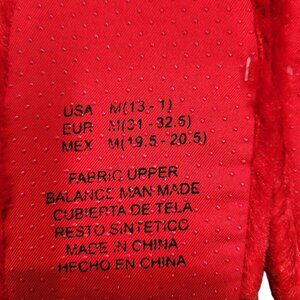 USA M(13-1)
EUR M(31-32.5)
MEX M(19.5-20.5)
FABRIC UPPER
BALANCE MAN MADE
CUBIERTA DE TELA
RESTO SINTETICO
MADE IN CHINA
HECHO EN CHINA